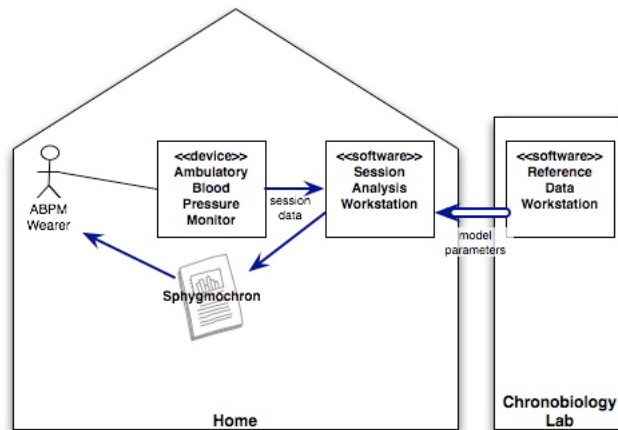 <<device>>
Ambulatory
Blood
Pressure
Monitor
<<software>>
Session
Analysis
Workstation
<<software>>
Reference
Data
Workstation
ABPM
Wearer
session
data
model
parameters
Sphygmochron
Home
Chronobiology
Lab